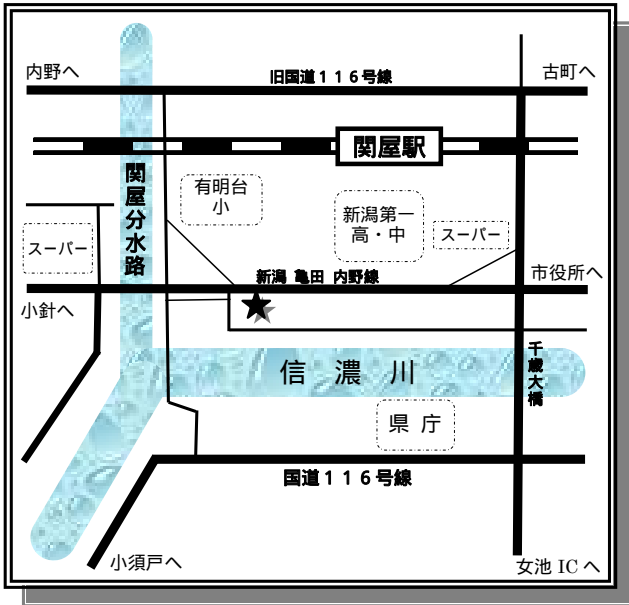 内野へ
旧国道１１６号線
古町へ
関屋駅
関屋分水路
有明台
小
新潟第一
高・中
スーパー
スーパー
新潟 亀田 内野線
市役所へ
小針へ
千歳大橋
信濃川
県庁
国道１１６号線
小須戸へ
女池 IC へ